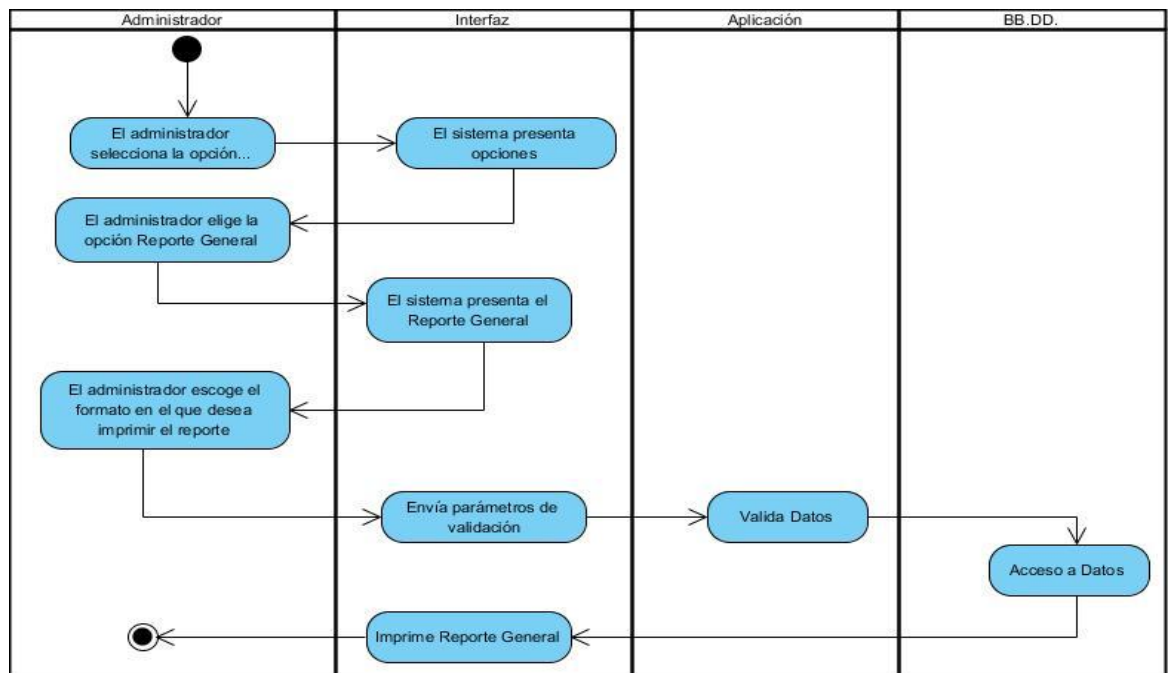 Administrador
Interfaz
Aplicación
BB.DD.
El administrador
selecciona la opción...
El sistema presenta
opciones
El administrador elige la
opción Reporte General
El sistema presenta el
Reporte General
El administrador escoge el
formato en el que desea
imprimir el reporte
Envía parámetros de
validación
Valida Datos
Acceso a Datos
Imprime Reporte General